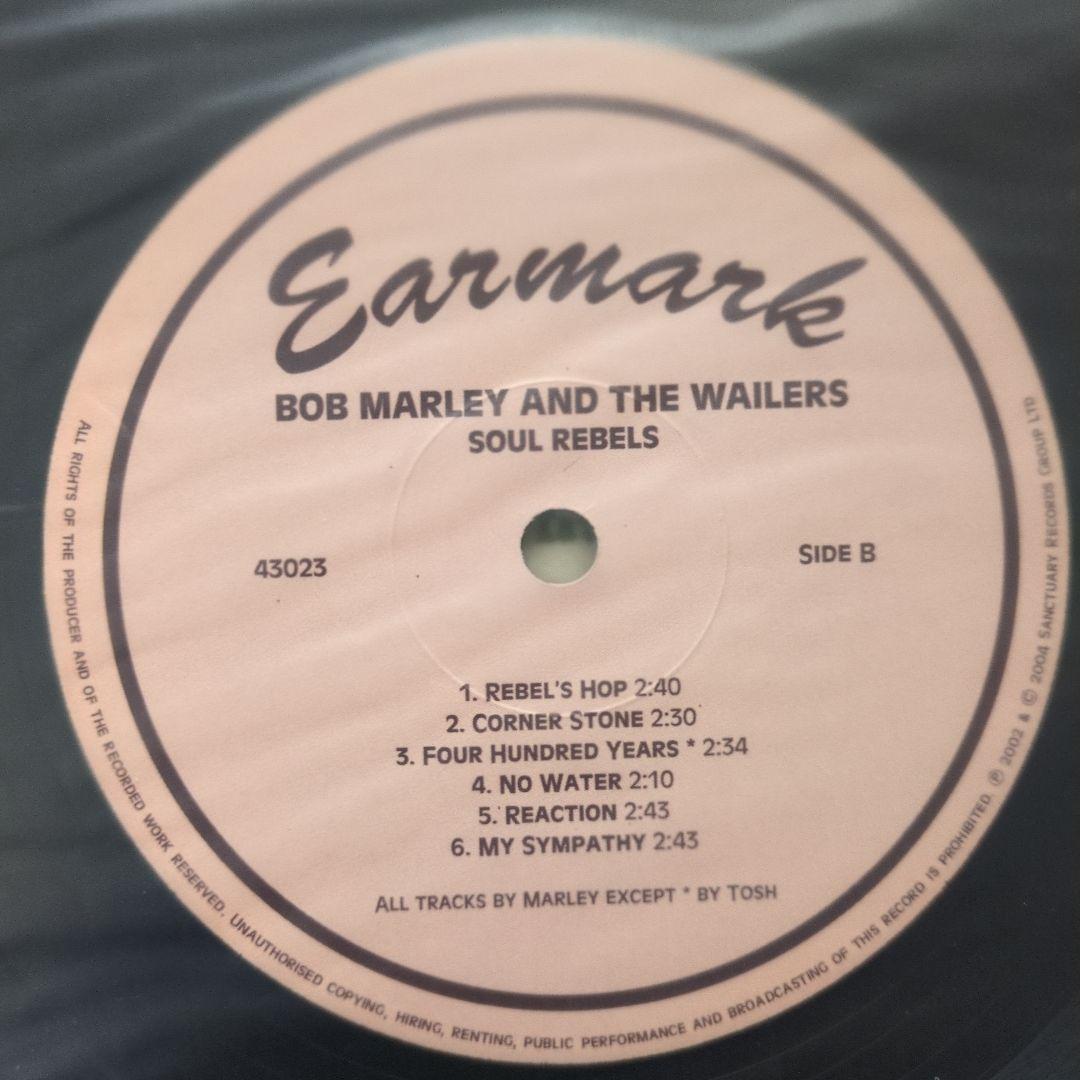 Earmark
BOB MARLEY AND THE WAILERS
SOUL REBELS
43023
SIDE B
1. REBEL'S HOP 2:40
2. CORNER STONE 2:30
3. FOUR HUNDRED YEARS * 2:34
4. NO WATER 2:10
5. REACTION 2:43
6. MY SYMPATHY 2:43
ALL TRACKS BY MARLEY EXCEPT * BY TOSH
ALL RIGHTS OF THE PRODUCER AND OF THE RECORDED WORK RESERVED. UNAUTHORISED COPYING, HIRING, RENTING, PUBLIC PERFORMANCE AND BROADCASTING OF THIS RECORD IS PROHIBITED. ℗ 2002 & © 2004 SANCTUARY RECORDS GROUP LTD